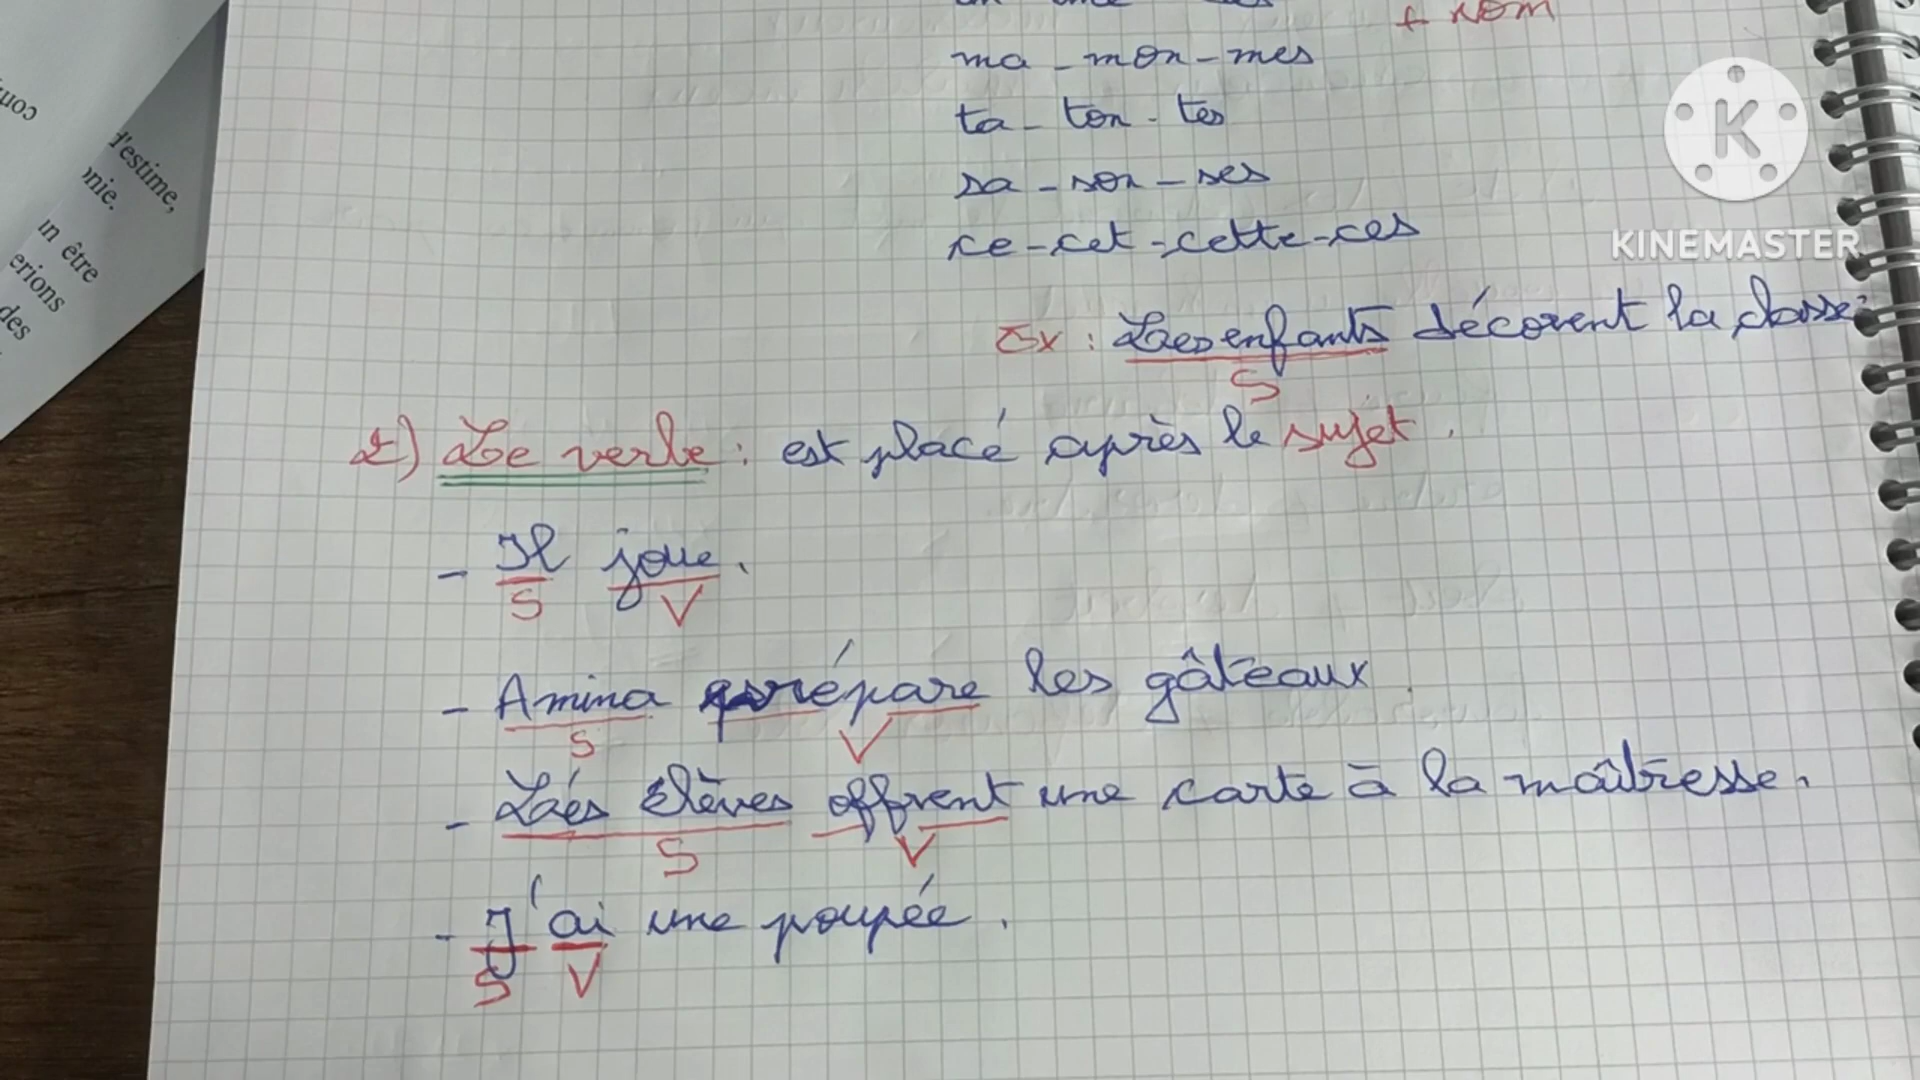 + NOM
ma - mon - mes
ta - ton - tes
sa - son - ses
ce - cet - cette - ces
Ex : Les enfants décorent la classe.
S
2) Le verbe : est placé après le sujet.
- Il joue.
S V
- Amina prépare les gâteaux.
S V
- Les élèves offrent une carte à la maîtresse.
S V
- J'ai une poupée.
S V
KINEMASTER
d'estime,
nie.
un être
erions
des